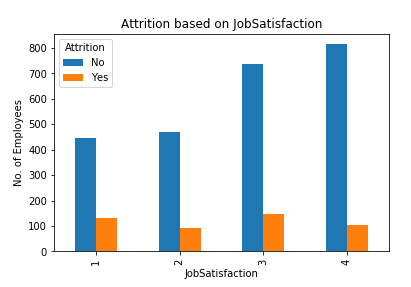 Attrition based on JobSatisfaction
Attrition
No
Yes
No. of Employees
800
700
600
500
400
300
200
100
0
1
2
3
4
JobSatisfaction